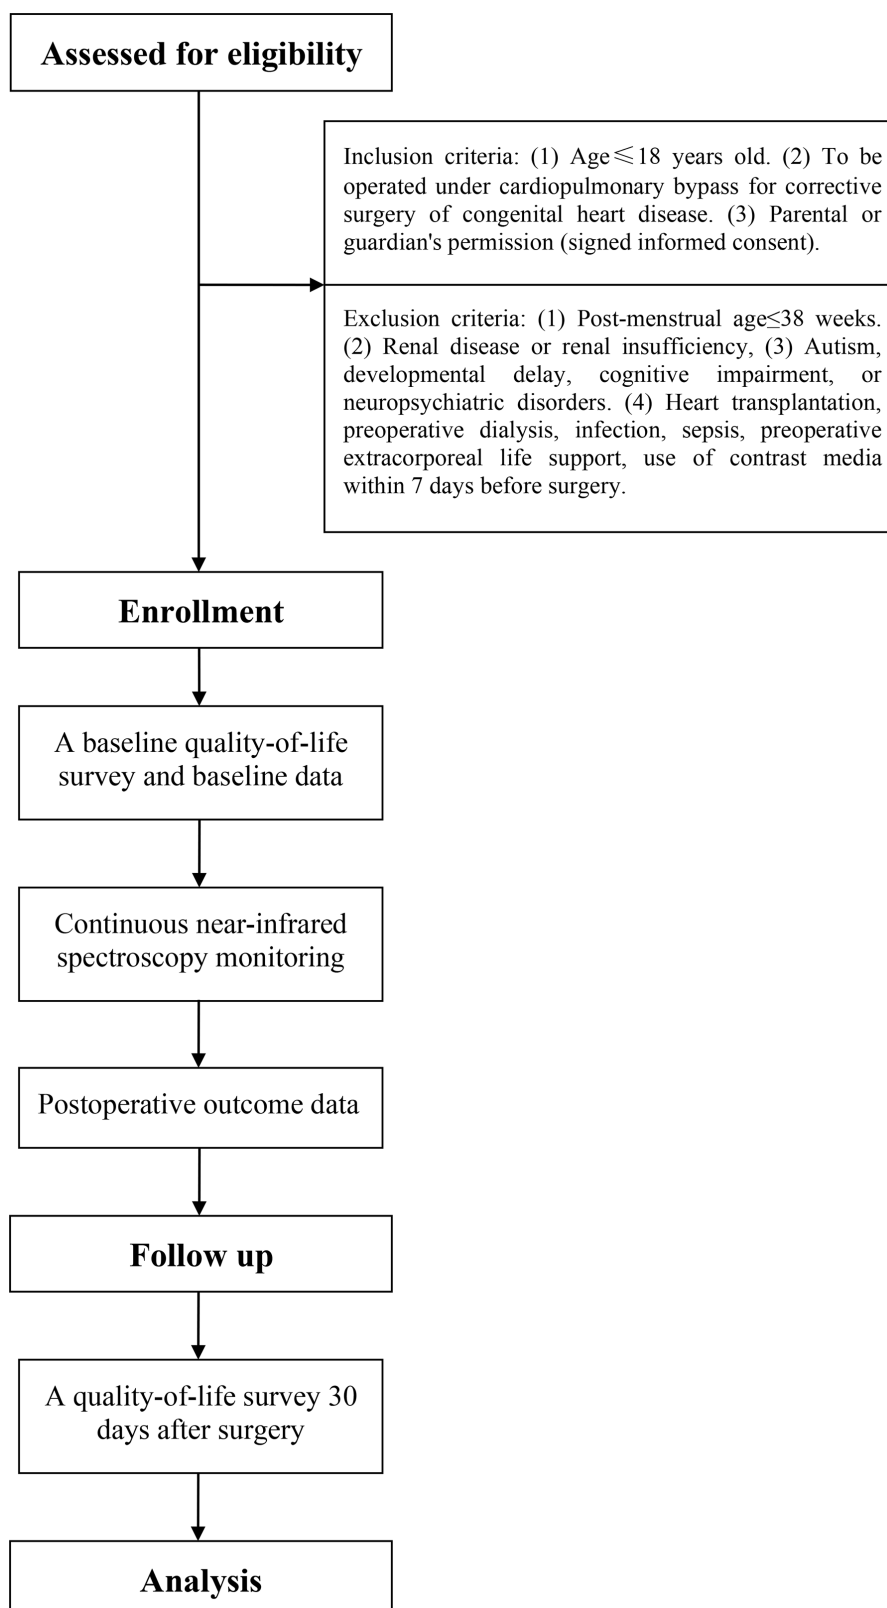 Assessed for eligibility
Inclusion criteria: (1) Age≤18 years old. (2) To be
operated under cardiopulmonary bypass for corrective
surgery of congenital heart disease. (3) Parental or
guardian's permission (signed informed consent).
Exclusion criteria: (1) Post-menstrual age≤38 weeks.
(2) Renal disease or renal insufficiency, (3) Autism,
developmental delay, cognitive impairment, or
neuropsychiatric disorders. (4) Heart transplantation,
preoperative dialysis, infection, sepsis, preoperative
extracorporeal life support, use of contrast media
within 7 days before surgery.
Enrollment
A baseline quality-of-life
survey and baseline data
Continuous near-infrared
spectroscopy monitoring
Postoperative outcome data
Follow up
A quality-of-life survey 30
days after surgery
Analysis